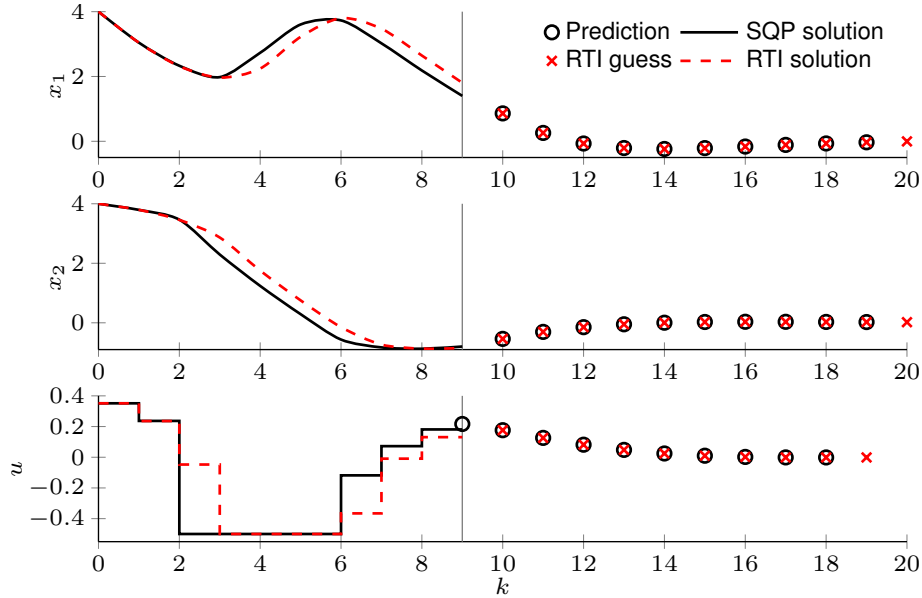 4
2
0
x₁
Prediction
SQP solution
RTI guess
RTI solution
0 2 4 6 8 10 12 14 16 18 20
4
2
0
x₂
0 2 4 6 8 10 12 14 16 18 20
0.4
0.2
0
−0.2
−0.4
u
0 2 4 6 8 10 12 14 16 18 20
k